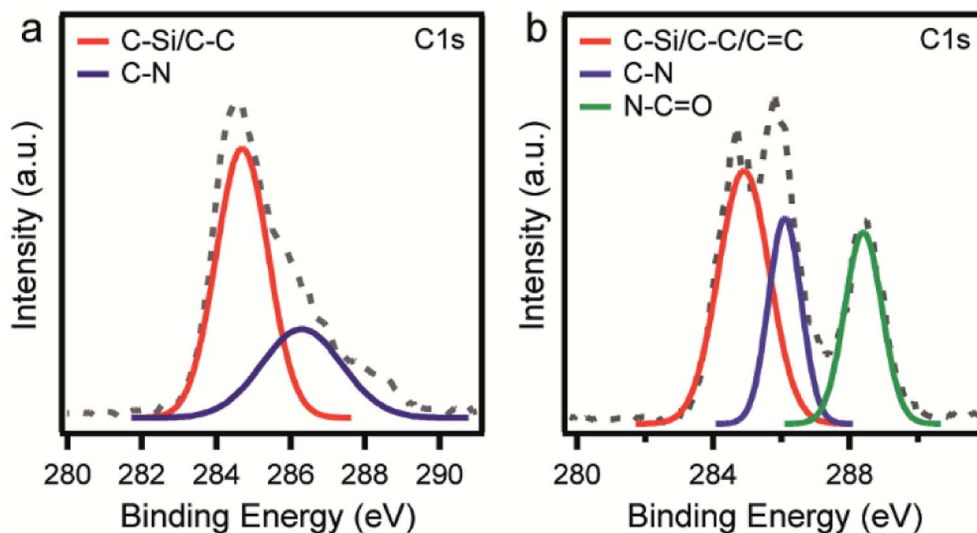 a
C-Si/C-C
C-N
C1s
Intensity (a.u.)
280 282 284 286 288 290
Binding Energy (eV)
b
C-Si/C-C/C=C
C-N
N-C=O
C1s
Intensity (a.u.)
280 284 288
Binding Energy (eV)